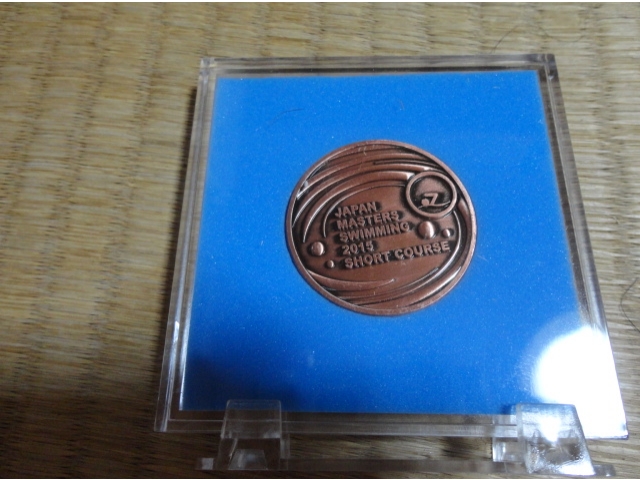 JAPAN
MASTERS
SWIMMING
2015
SHORT COURSE